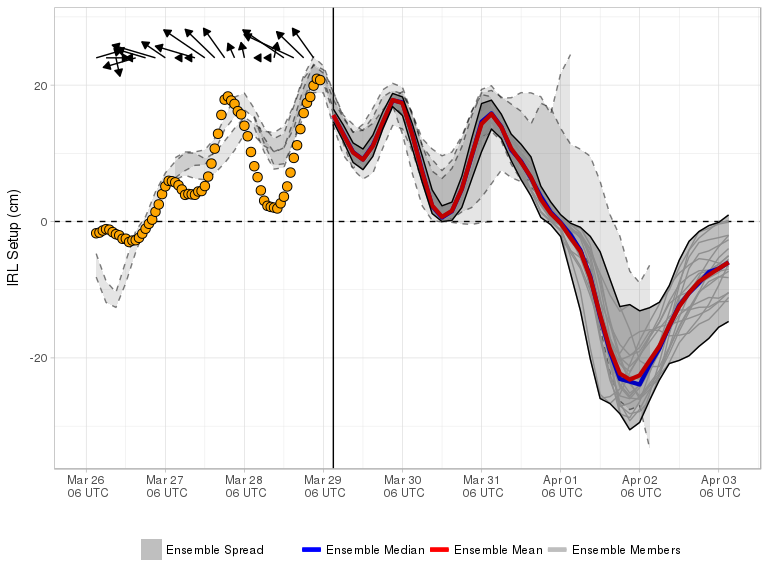 IRL Setup (cm)
20
0
-20
Mar 26 Mar 27 Mar 28 Mar 29 Mar 30 Mar 31 Apr 01 Apr 02 Apr 03
06 UTC 06 UTC 06 UTC 06 UTC 06 UTC 06 UTC 06 UTC 06 UTC 06 UTC
Ensemble Spread Ensemble Median Ensemble Mean Ensemble Members